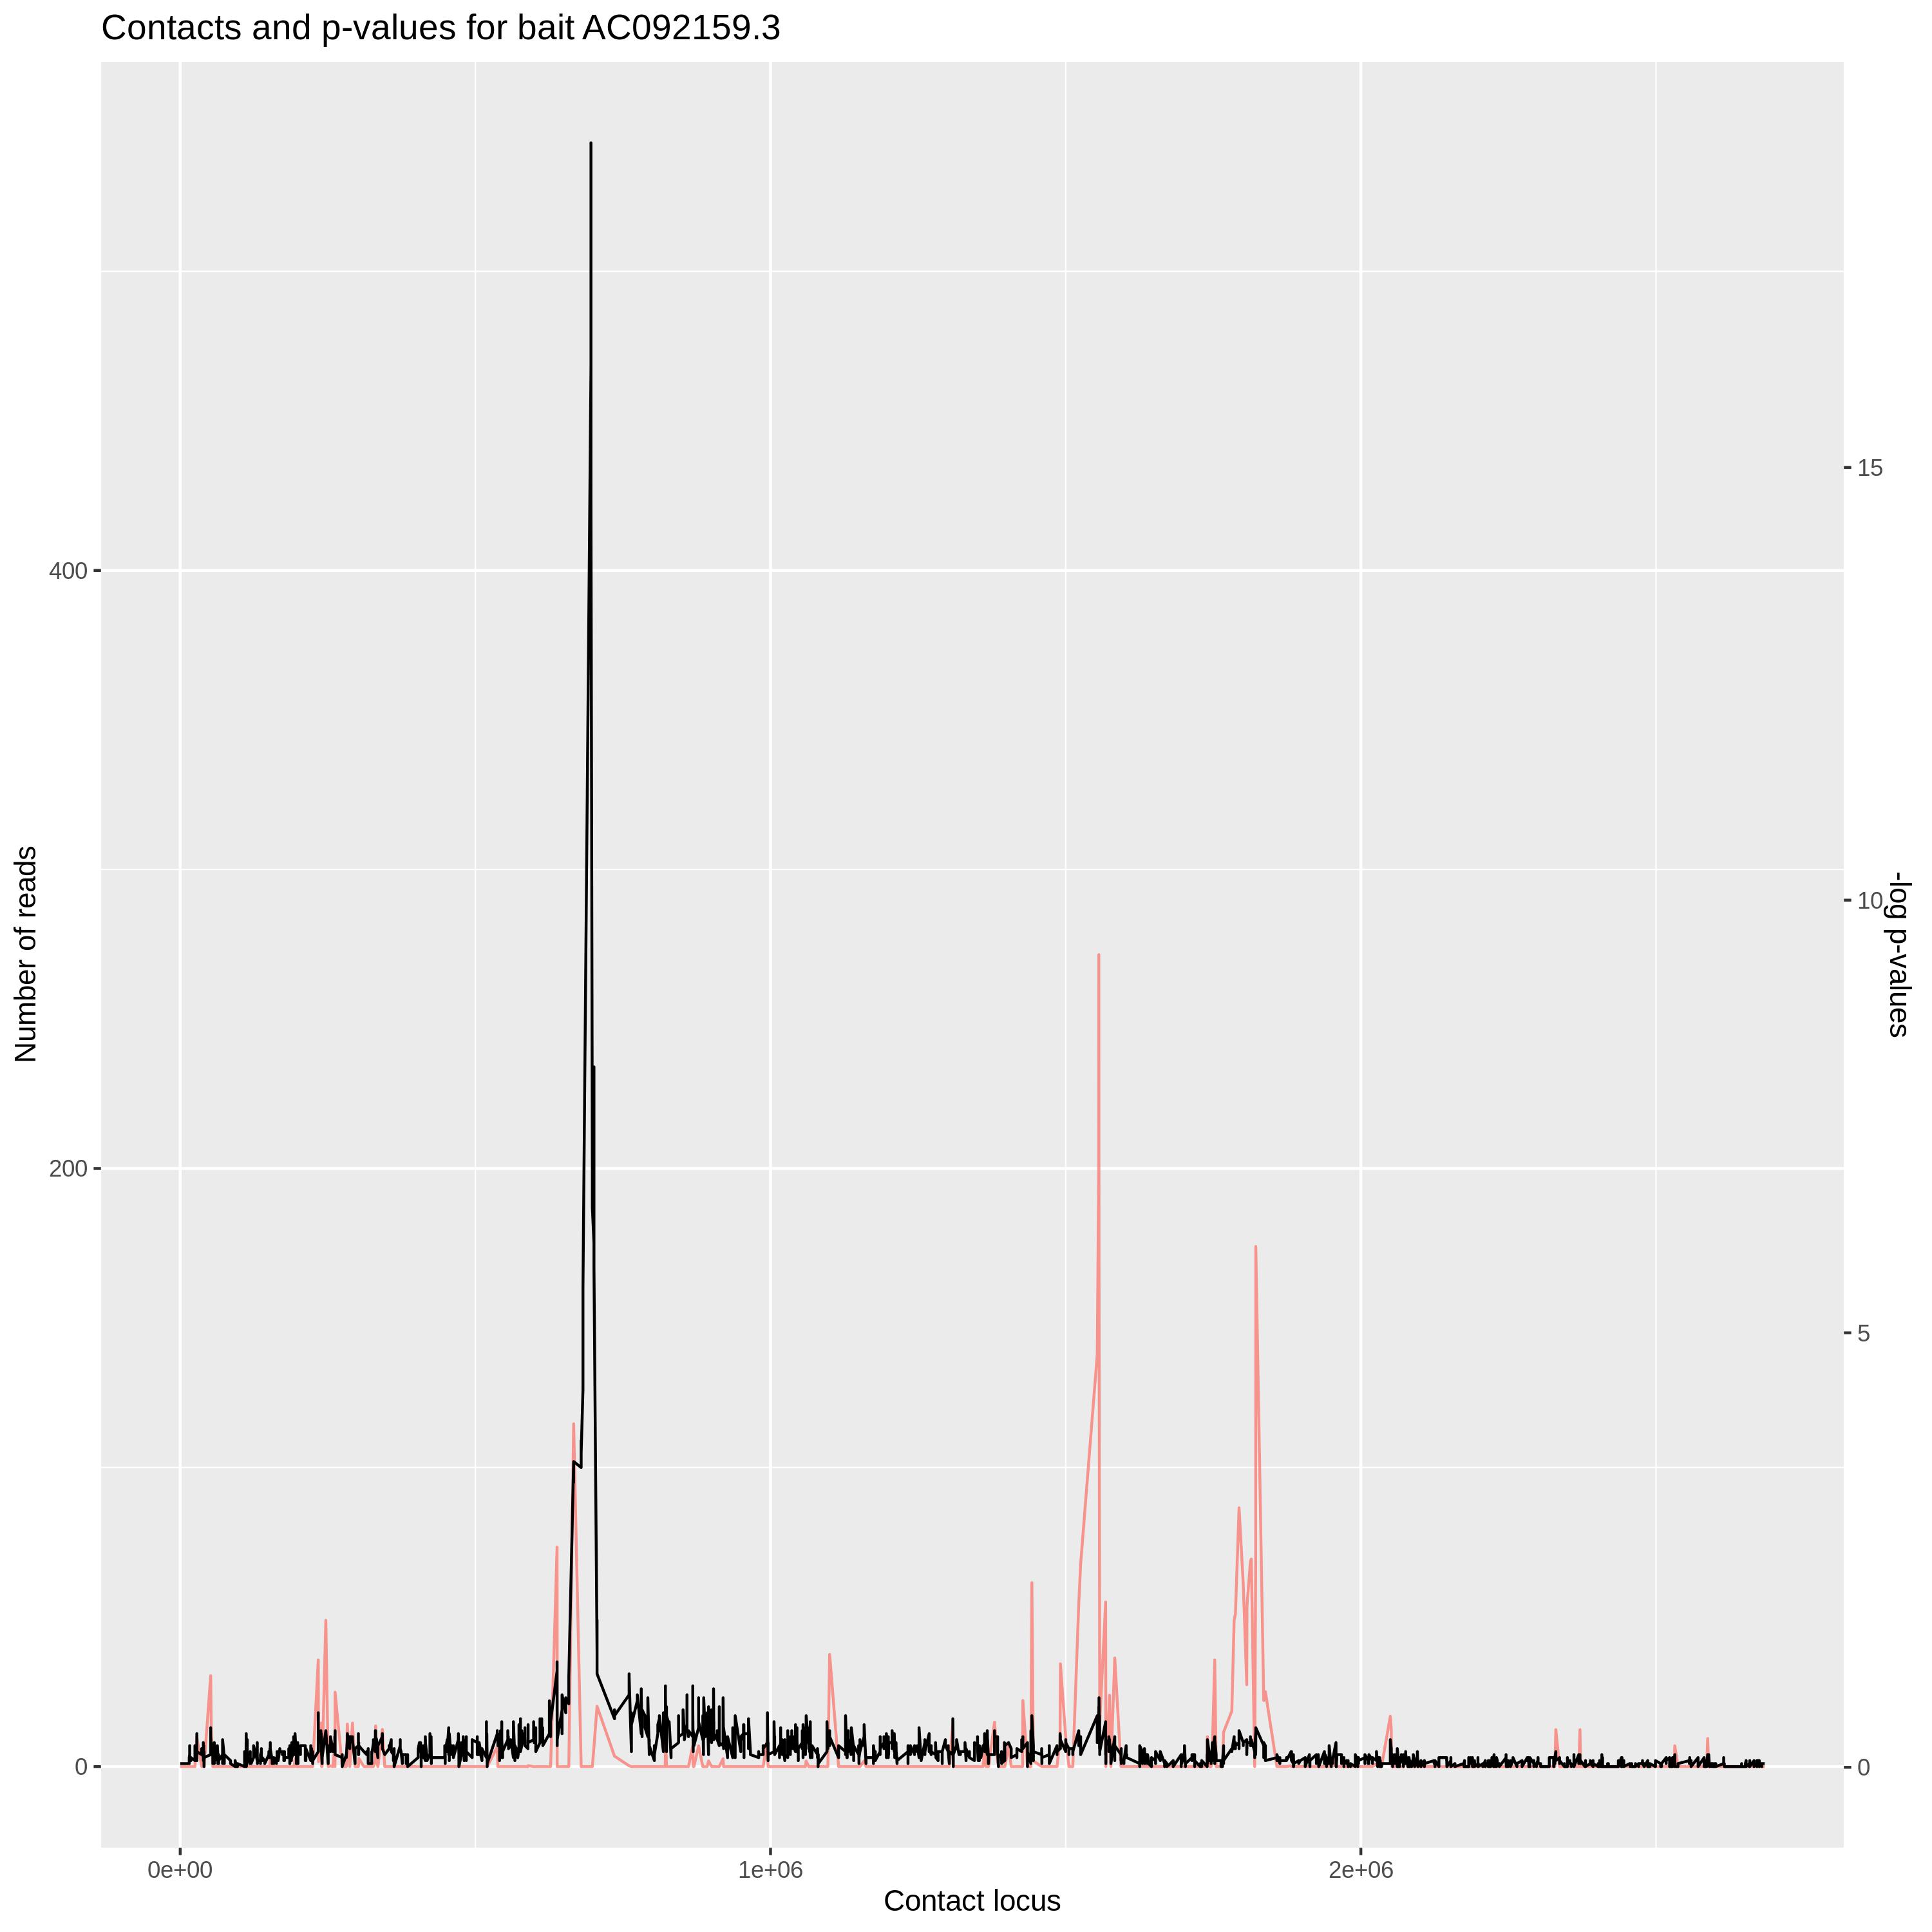 Contacts and p-values for bait AC092159.3
400
200
0
Number of reads
15
10
5
0
-log p-values
0e+00
1e+06
2e+06
Contact locus